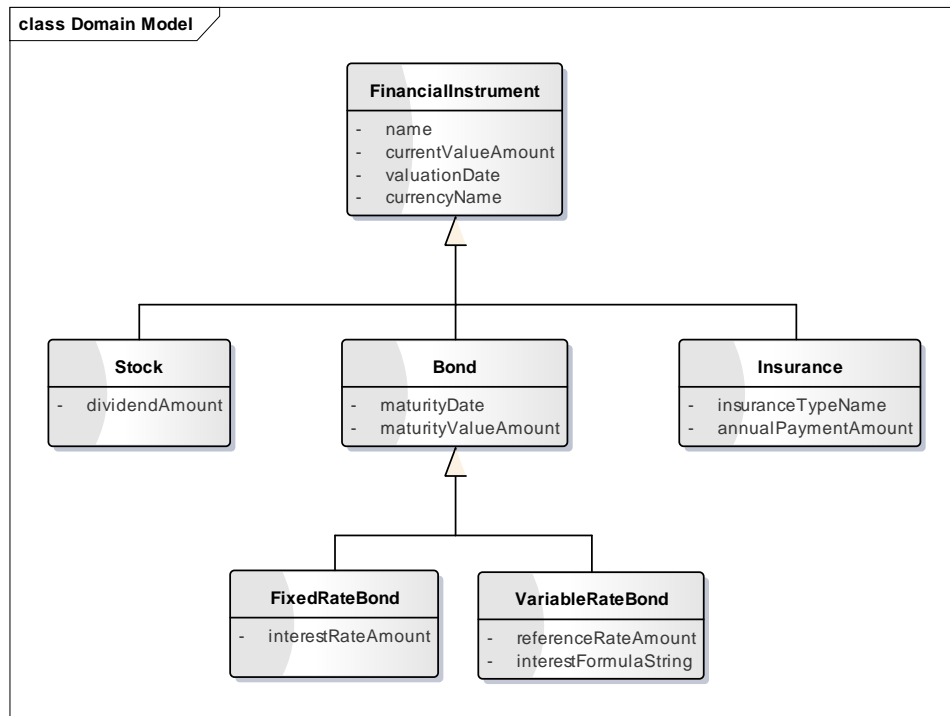 class Domain Model
FinancialInstrument
- name
- currentValueAmount
- valuationDate
- currencyName
Stock
- dividendAmount
Bond
- maturityDate
- maturityValueAmount
Insurance
- insuranceTypeName
- annualPaymentAmount
FixedRateBond
- interestRateAmount
VariableRateBond
- referenceRateAmount
- interestFormulaString